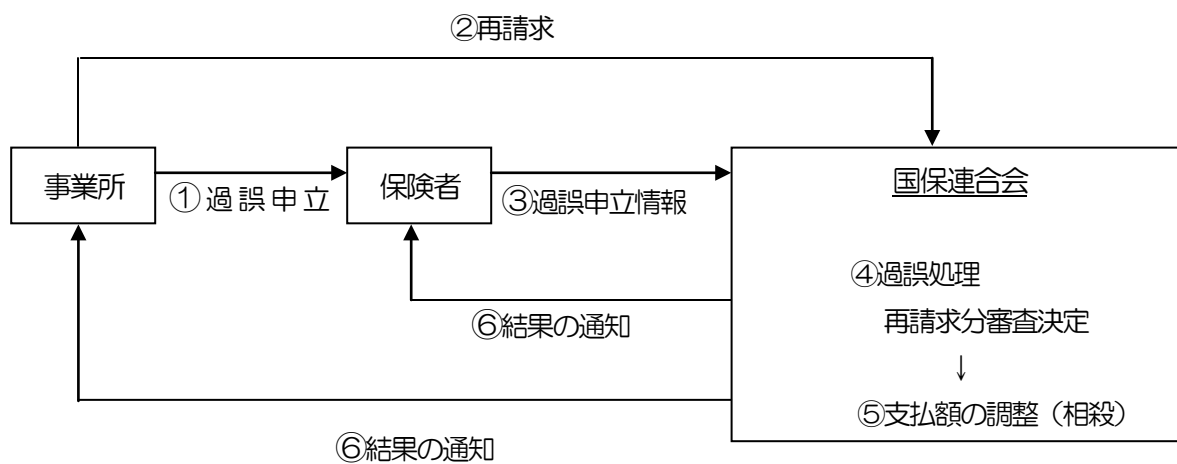 ②再請求
事業所
①過誤申立
保険者
③過誤申立情報
国保連合会
④過誤処理
再請求分審査決定
↓
⑤支払額の調整（相殺）
⑥結果の通知
⑥結果の通知